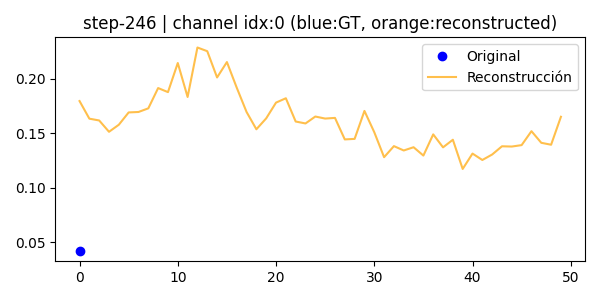 step-246 | channel idx:0 (blue:GT, orange:reconstructed)
Original
Reconstrucción
0.20
0.15
0.10
0.05
0 10 20 30 40 50